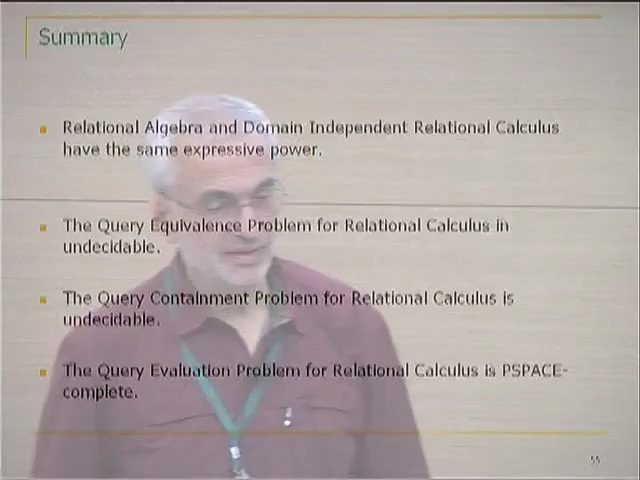 Summary
Relational Algebra and Domain Independent Relational Calculus
have the same expressive power.
The Query Equivalence Problem for Relational Calculus in
undecidable.
The Query Containment Problem for Relational Calculus is
undecidable.
The Query Evaluation Problem for Relational Calculus is PSPACE-
complete.
55